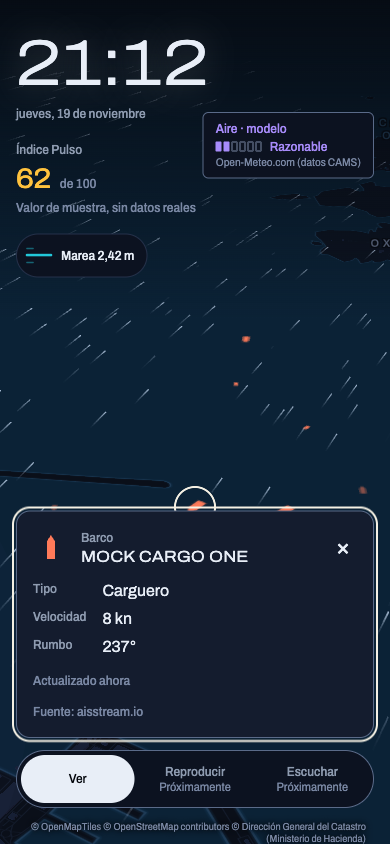 21:12
jueves, 19 de noviembre
Aire · modelo
Razonable
Open-Meteo.com (datos CAMS)
Índice Pulso
62 de 100
Valor de muestra, sin datos reales
Marea 2,42 m
O X
Barco
MOCK CARGO ONE
×
Tipo Carguero
Velocidad 8 kn
Rumbo 237°
Actualizado ahora
Fuente: aisstream.io
Ver
Reproducir
Próximamente
Escuchar
Próximamente
© OpenMapTiles © OpenStreetMap contributors © Dirección General del Catastro
(Ministerio de Hacienda)